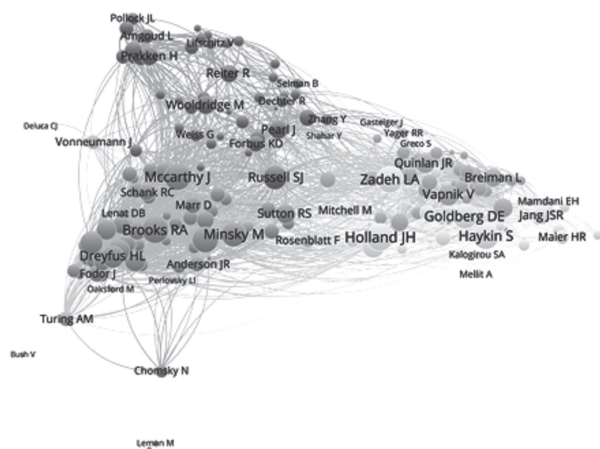 Pollock JL
Amgoud L
Lifschitz V
Prakken H
Reiter R
Selman B
Wooldridge M
Dechter R
Zhang Y
Gasteiger J
Deluca CJ
Weiss G
Pearl J
Shahar Y
Yager RR
Vonneumann J
Forbus KD
Greco S
Quinlan JR
Mccarthy J
Russell SJ
Zadeh LA
Breiman L
Schank RC
Vapnik V
Marr D
Mamdani EH
Lenat DB
Sutton RS
Mitchell M
Goldberg DE
Jang JSR
Brooks RA
Minsky M
Rosenblatt F
Holland JH
Haykin S
Maier HR
Dreyfus HL
Kalogirou SA
Anderson JR
Fodor J
Perlovsky LI
Mellit A
Oaksford M
Turing AM
Bush V
Chomsky N
Leman M